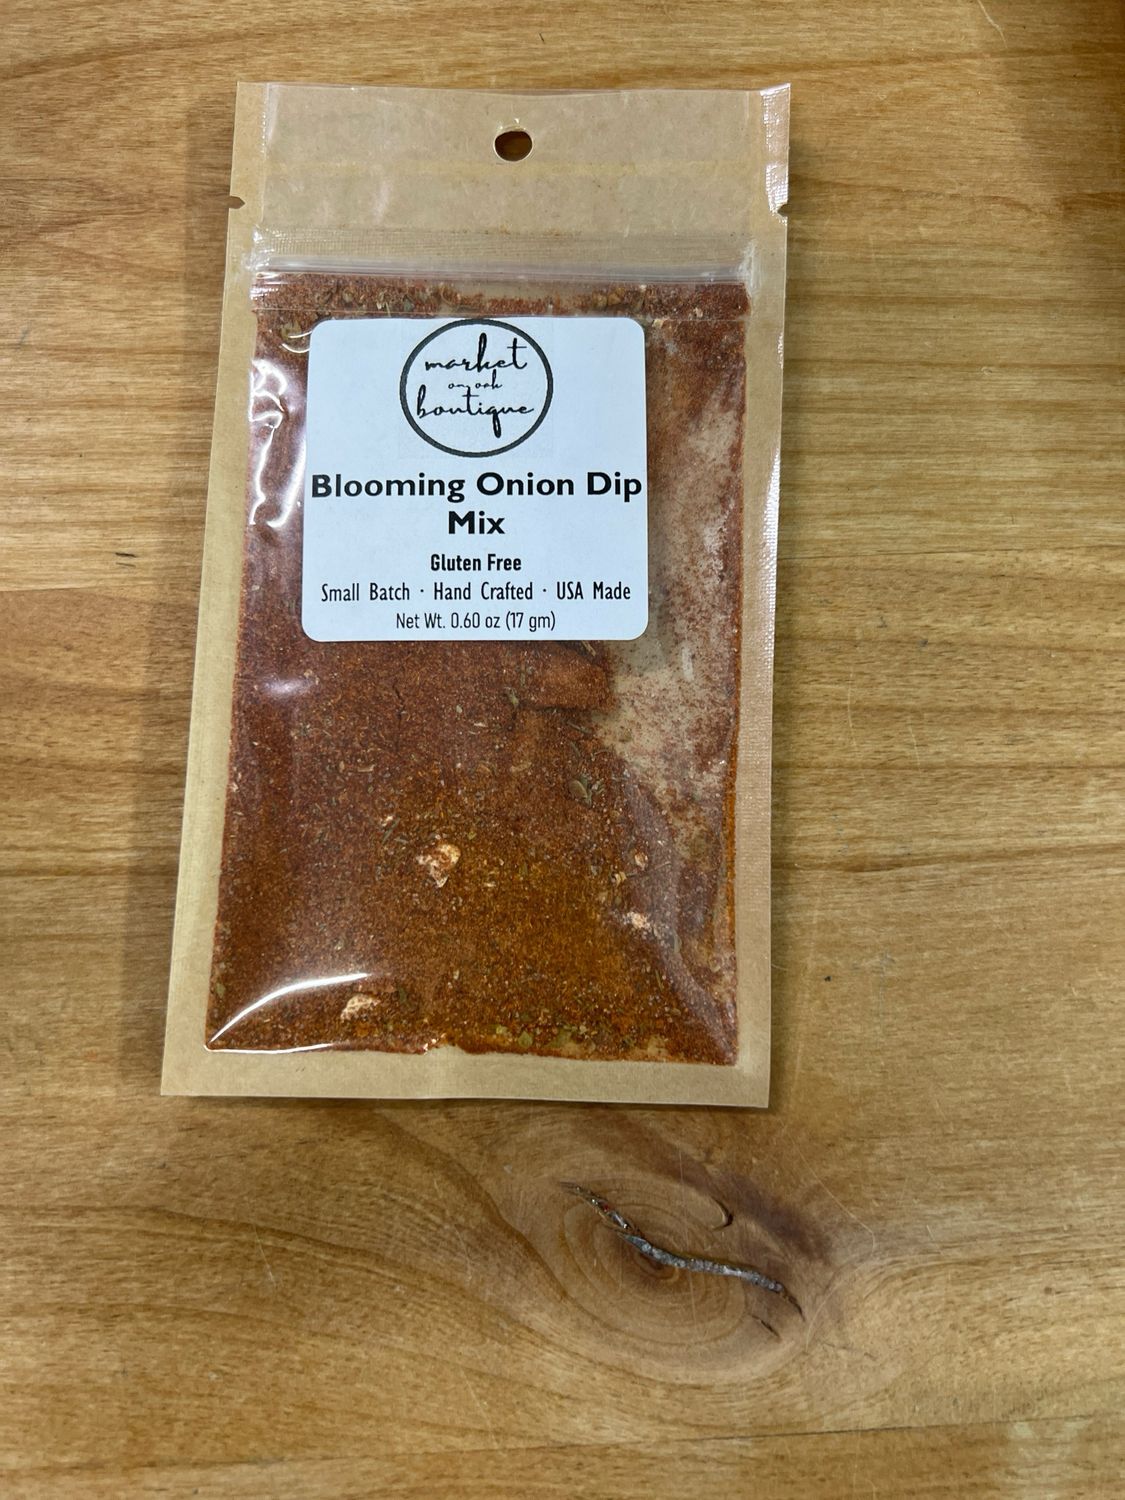 market
on oak
boutique
Blooming Onion Dip
Mix
Gluten Free
Small Batch · Hand Crafted · USA Made
Net Wt. 0.60 oz (17 gm)